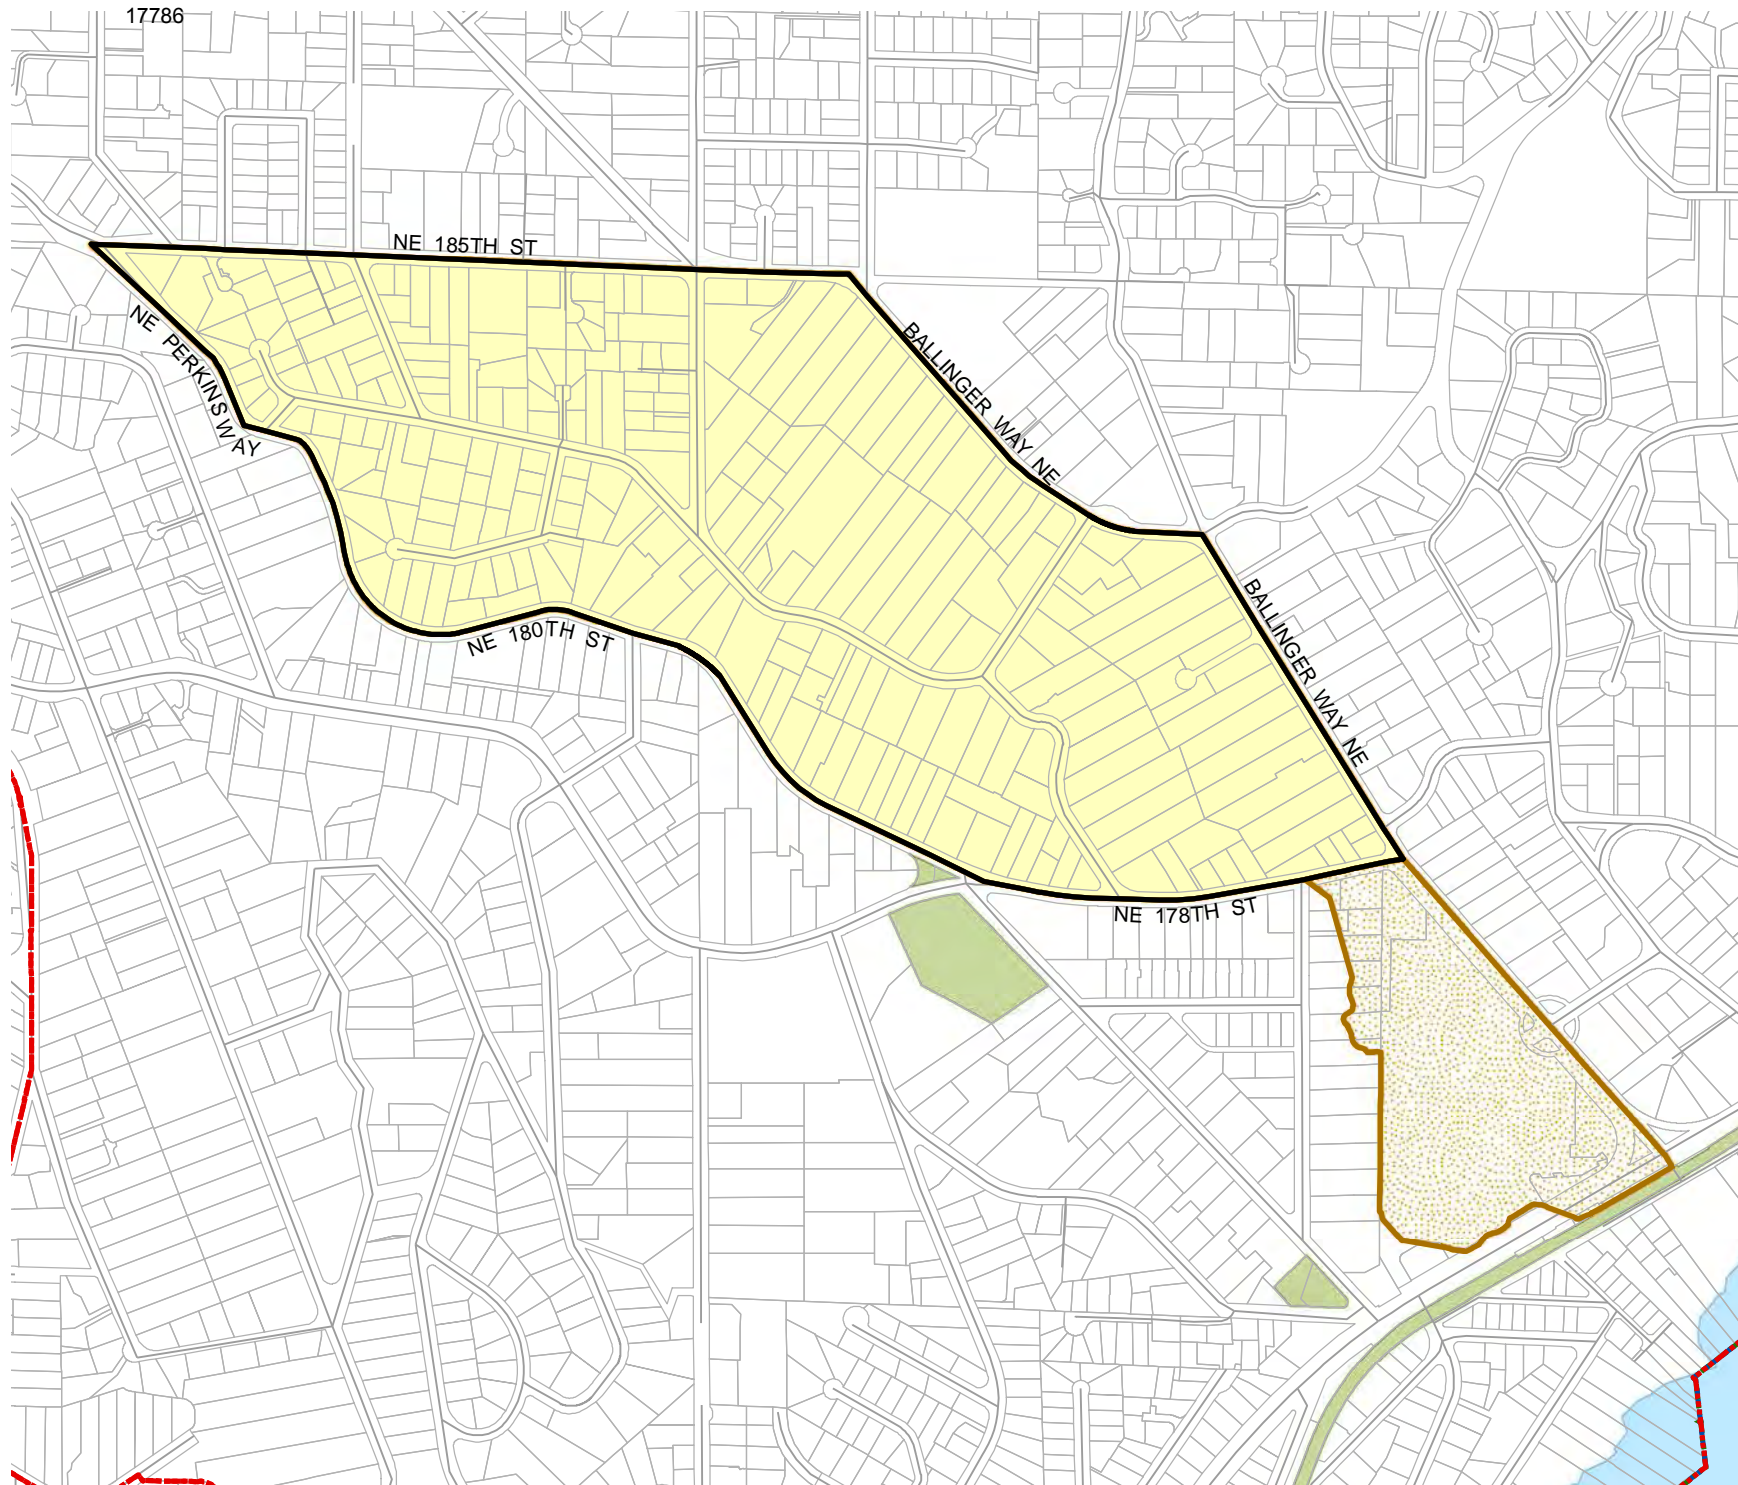 17786
NE 185TH ST
NE PERKINS WAY
BALLINGER WAY NE
NE 180TH ST
BALLINGER WAY NE
NE 178TH ST